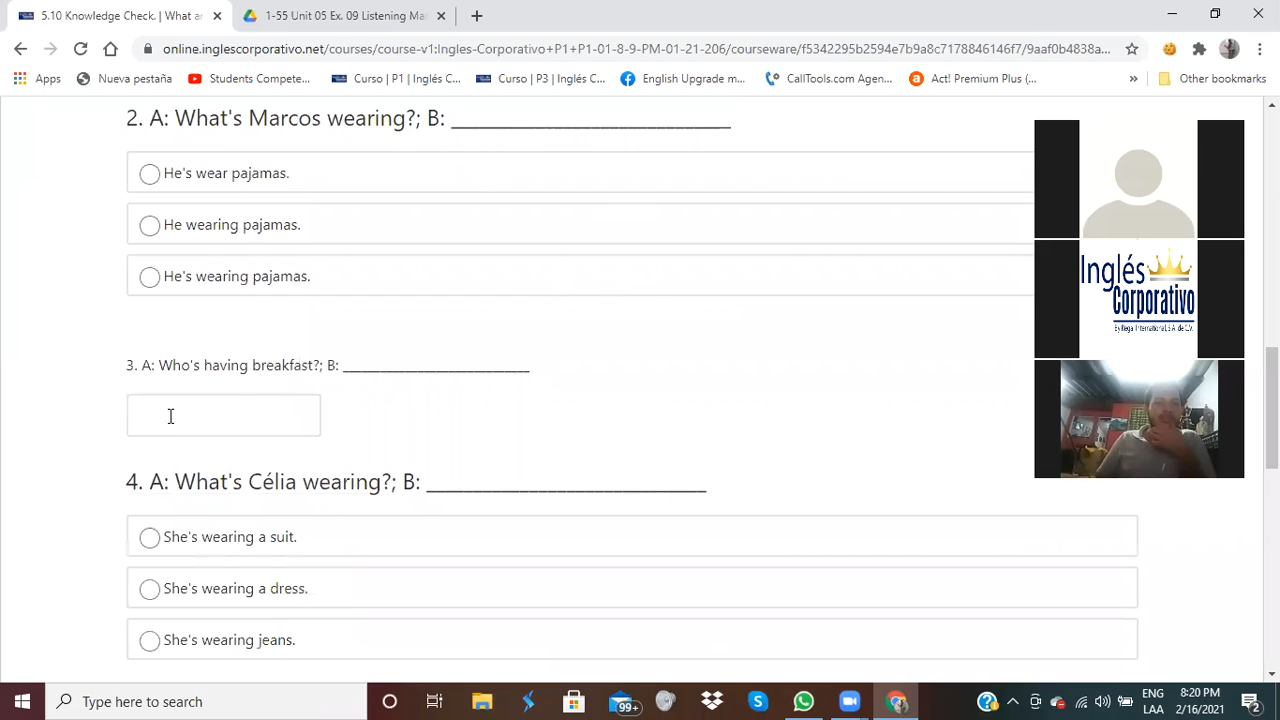 5.10 Knowledge Check. | What ar
1-55 Unit 05 Ex. 09 Listening Mar
online.inglescorporativo.net/courses/course-v1:Ingles-Corporativo+P1+P1-01-8-9-PM-01-21-206/courseware/f5342295b2594e7b9a8c7178846146f7/9aaf0b4838a...
Apps
Nueva pestaña
Students Compete...
Curso | P1 | Inglés C...
Curso | P3 | Inglés C...
English Upgrade m...
CallTools.com Agen...
Act! Premium Plus (...
»
Other bookmarks
2. A: What's Marcos wearing?; B: ____________________________
He's wear pajamas.
He wearing pajamas.
He's wearing pajamas.
3. A: Who's having breakfast?; B: __________________________
4. A: What's Célia wearing?; B: ____________________________
She's wearing a suit.
She's wearing a dress.
She's wearing jeans.
Inglés
Corporativo
Type here to search
99+
ENG
LAA
8:20 PM
2/16/2021
2